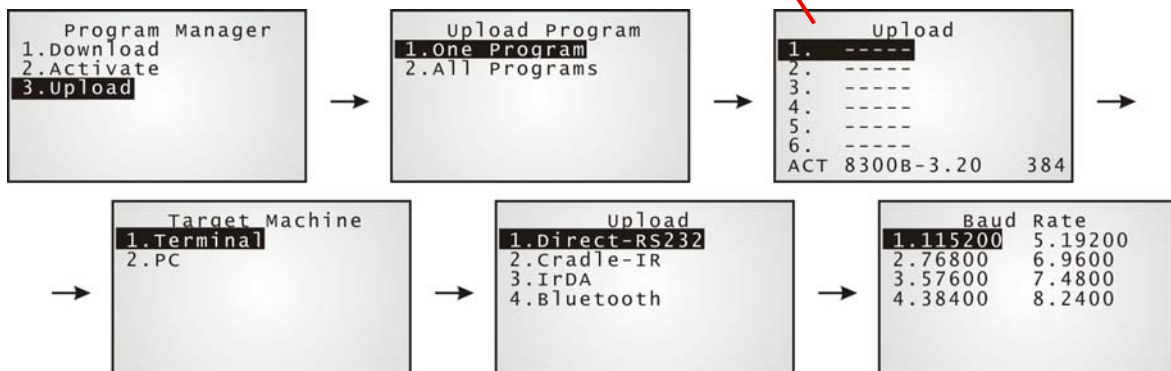 Program Manager
1.Download
2.Activate
3.Upload
Upload Program
1.One Program
2.All Programs
Upload
1. -----
2. -----
3. -----
4. -----
5. -----
6. -----
ACT 8300B-3.20 384
Target Machine
1.Terminal
2.PC
Upload
1.Direct-RS232
2.Cradle-IR
3.IrDA
4.Bluetooth
Baud Rate
1.115200 5.19200
2.76800 6.9600
3.57600 7.4800
4.38400 8.2400